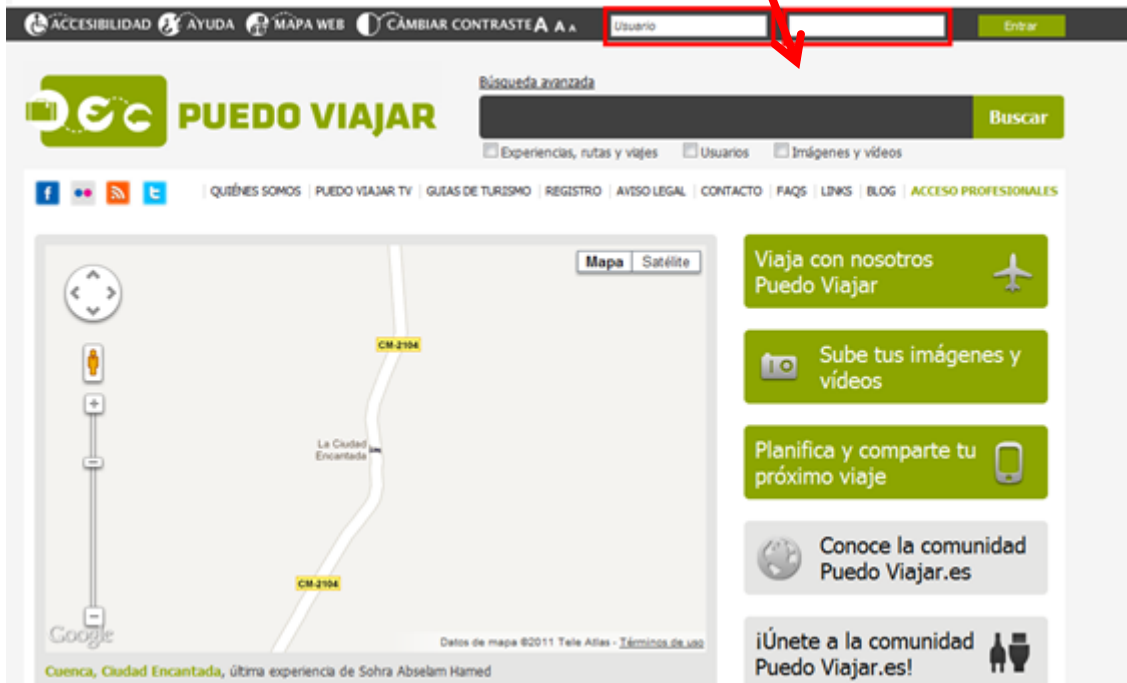 ACCESIBILIDAD AYUDA MAPA WEB CAMBIAR CONTRASTE A A A Usuario Entrar
Búsqueda avanzada
PUEDO VIAJAR
Buscar
Experiencias, rutas y viajes Usuarios Imágenes y vídeos
QUIÉNES SOMOS | PUEDO VIAJAR TV | GUIAS DE TURISMO | REGISTRO | AVISO LEGAL | CONTACTO | FAQS | LINKS | BLOG | ACCESO PROFESIONALES
Mapa Satélite
CM-2104
La Ciudad
Encantada
CM-2104
Google
Datos de mapa ©2011 Tele Atlas - Términos de uso
Cuenca, Ciudad Encantada, última experiencia de Sohra Abselam Hamed
Viaja con nosotros
Puedo Viajar
Sube tus imágenes y
vídeos
Planifica y comparte tu
próximo viaje
Conoce la comunidad
Puedo Viajar.es
¡Únete a la comunidad
Puedo Viajar.es!